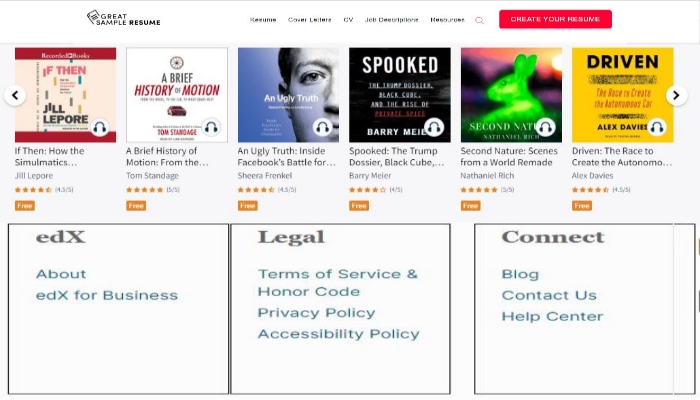 GREAT
SAMPLE RESUME
Resume Cover Letters CV Job Descriptions Resources CREATE YOUR RESUME
Recorded Books
IF THEN
JILL
LEPORE
A BRIEF
HISTORY OF MOTION
TOM STANDAGE
An Ugly Truth
SPOOKED
THE TRUMP DOSSIER,
BLACK CUBE,
AND THE RISE OF
PRIVATE SPIES
BARRY MEIER
SECOND NATURE
NATHANIEL RICH
DRIVEN
The Race to Create
the Autonomous Car
ALEX DAVIES
If Then: How the
Simulmatics...
Jill Lepore
(4.5/5)
Free
A Brief History of
Motion: From the...
Tom Standage
(5/5)
Free
An Ugly Truth: Inside
Facebook's Battle for...
Sheera Frenkel
(4.5/5)
Free
Spooked: The Trump
Dossier, Black Cube,...
Barry Meier
(4/5)
Free
Second Nature: Scenes
from a World Remade
Nathaniel Rich
(5/5)
Free
Driven: The Race to
Create the Autonomo...
Alex Davies
(4.5/5)
Free
edX
About
edX for Business
Legal
Terms of Service &
Honor Code
Privacy Policy
Accessibility Policy
Connect
Blog
Contact Us
Help Center